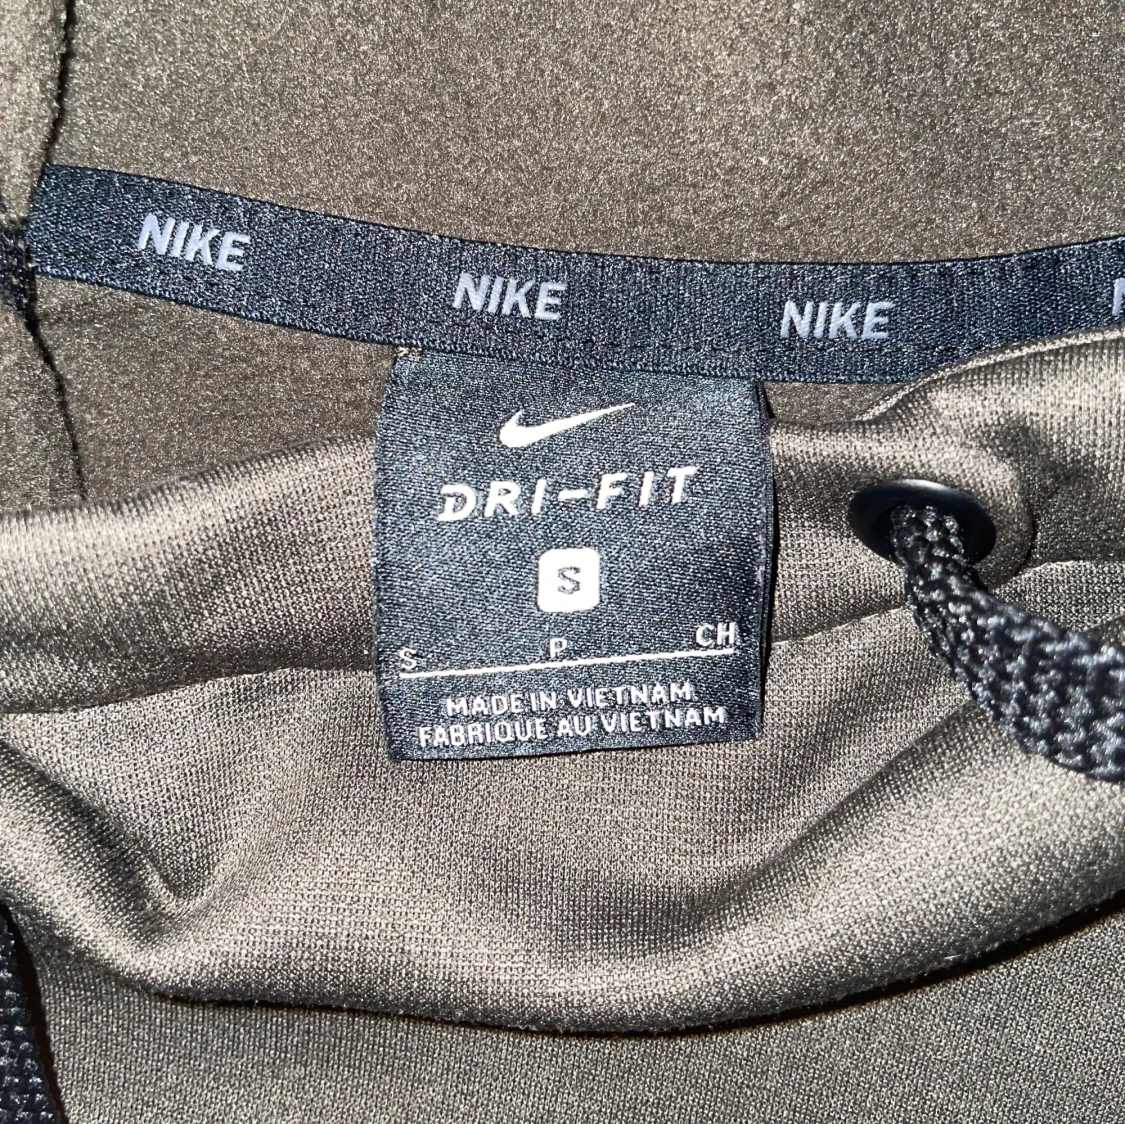 NIKE NIKE NIKE
DRI-FIT
S
S P CH
MADE IN VIETNAM
FABRIQUE AU VIETNAM